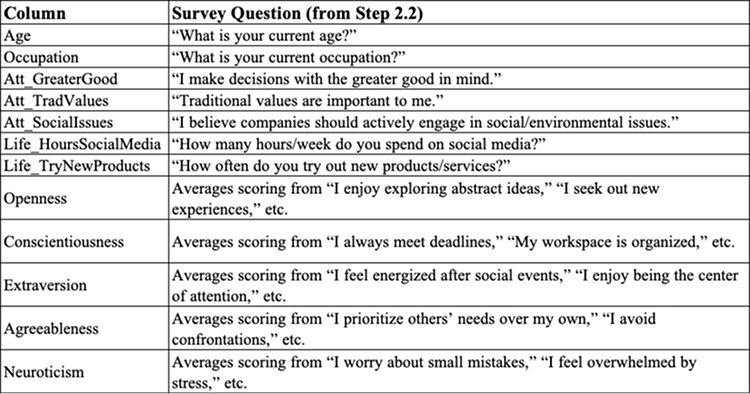 Column Survey Question (from Step 2.2)
Age “What is your current age?”
Occupation “What is your current occupation?”
Att_GreaterGood “I make decisions with the greater good in mind.”
Att_TradValues “Traditional values are important to me.”
Att_SocialIssues “I believe companies should actively engage in social/environmental issues.”
Life_HoursSocialMedia “How many hours/week do you spend on social media?”
Life_TryNewProducts “How often do you try out new products/services?”
Openness Averages scoring from “I enjoy exploring abstract ideas,” “I seek out new
experiences,” etc.
Conscientiousness Averages scoring from “I always meet deadlines,” “My workspace is organized,” etc.
Extraversion Averages scoring from “I feel energized after social events,” “I enjoy being the center
of attention,” etc.
Agreeableness Averages scoring from “I prioritize others’ needs over my own,” “I avoid
confrontations,” etc.
Neuroticism Averages scoring from “I worry about small mistakes,” “I feel overwhelmed by
stress,” etc.